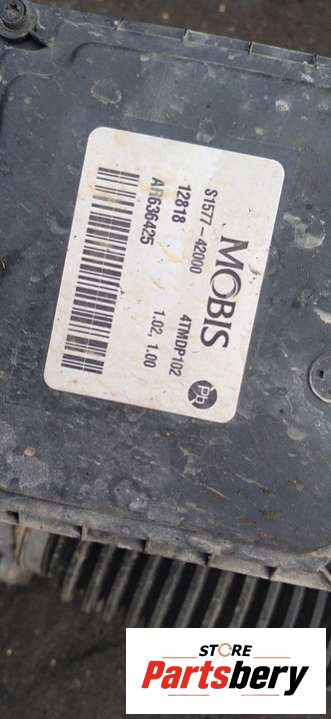 MOBIS
S1577-42000 4TMDP102
12818 1.02, 1.00
AR636425
Pb
STORE
Partsbery